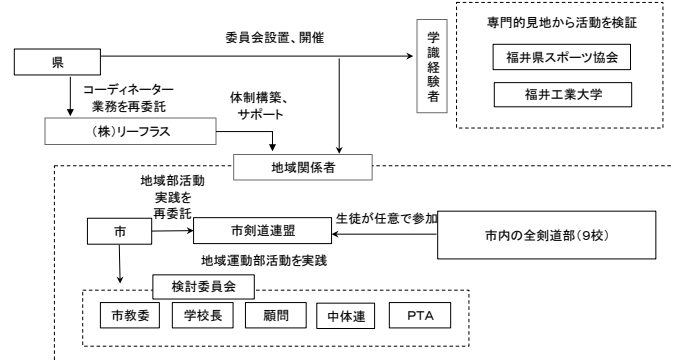 専門的見地から活動を検証
委員会設置、開催
学識経験者
県
福井県スポーツ協会
コーディネーター
業務を再委託
体制構築、
サポート
福井工業大学
（株）リーフラス
地域関係者
地域部活動
実践を
再委託
生徒が任意で参加
市
市剣道連盟
市内の全剣道部（９校）
地域運動部活動を実践
検討委員会
市教委
学校長
顧問
中体連
ＰＴＡ